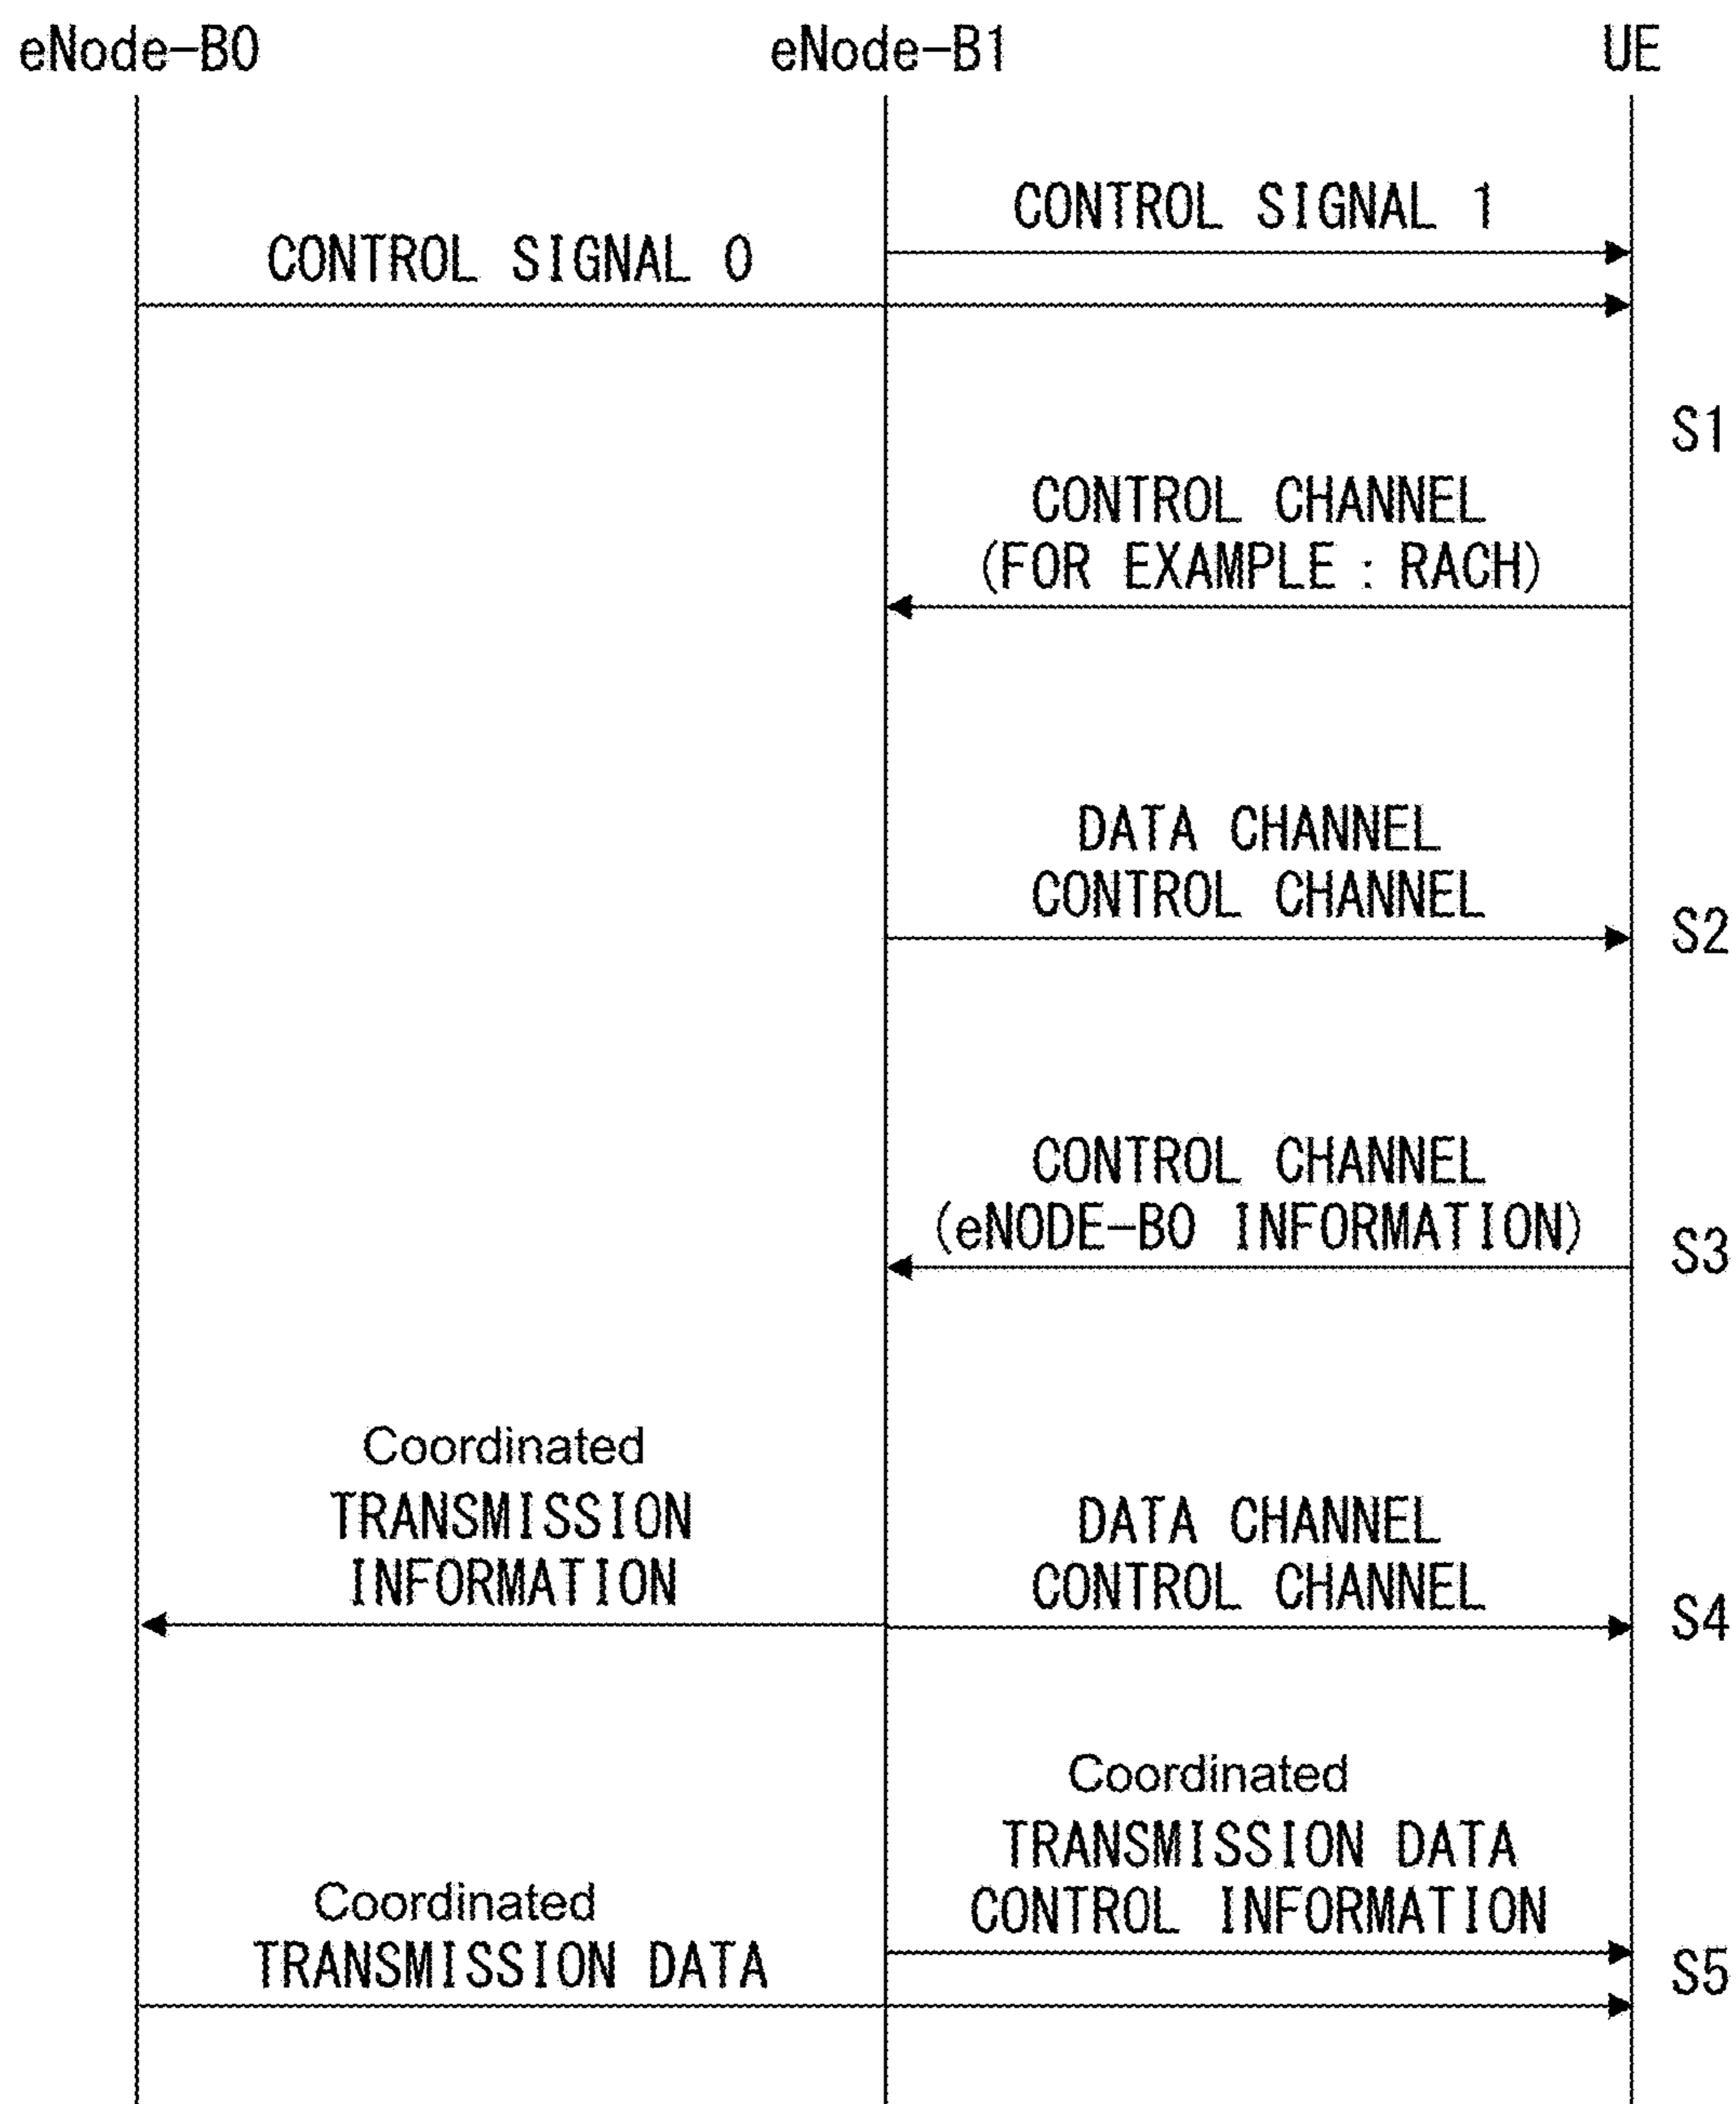 eNode-B0 eNode-B1 UE
CONTROL SIGNAL 1
CONTROL SIGNAL 0
S1
CONTROL CHANNEL
(FOR EXAMPLE : RACH)
DATA CHANNEL
CONTROL CHANNEL
S2
CONTROL CHANNEL
(eNODE-B0 INFORMATION)
S3
Coordinated
TRANSMISSION
INFORMATION
DATA CHANNEL
CONTROL CHANNEL
S4
Coordinated
TRANSMISSION DATA
CONTROL INFORMATION
Coordinated
TRANSMISSION DATA
S5